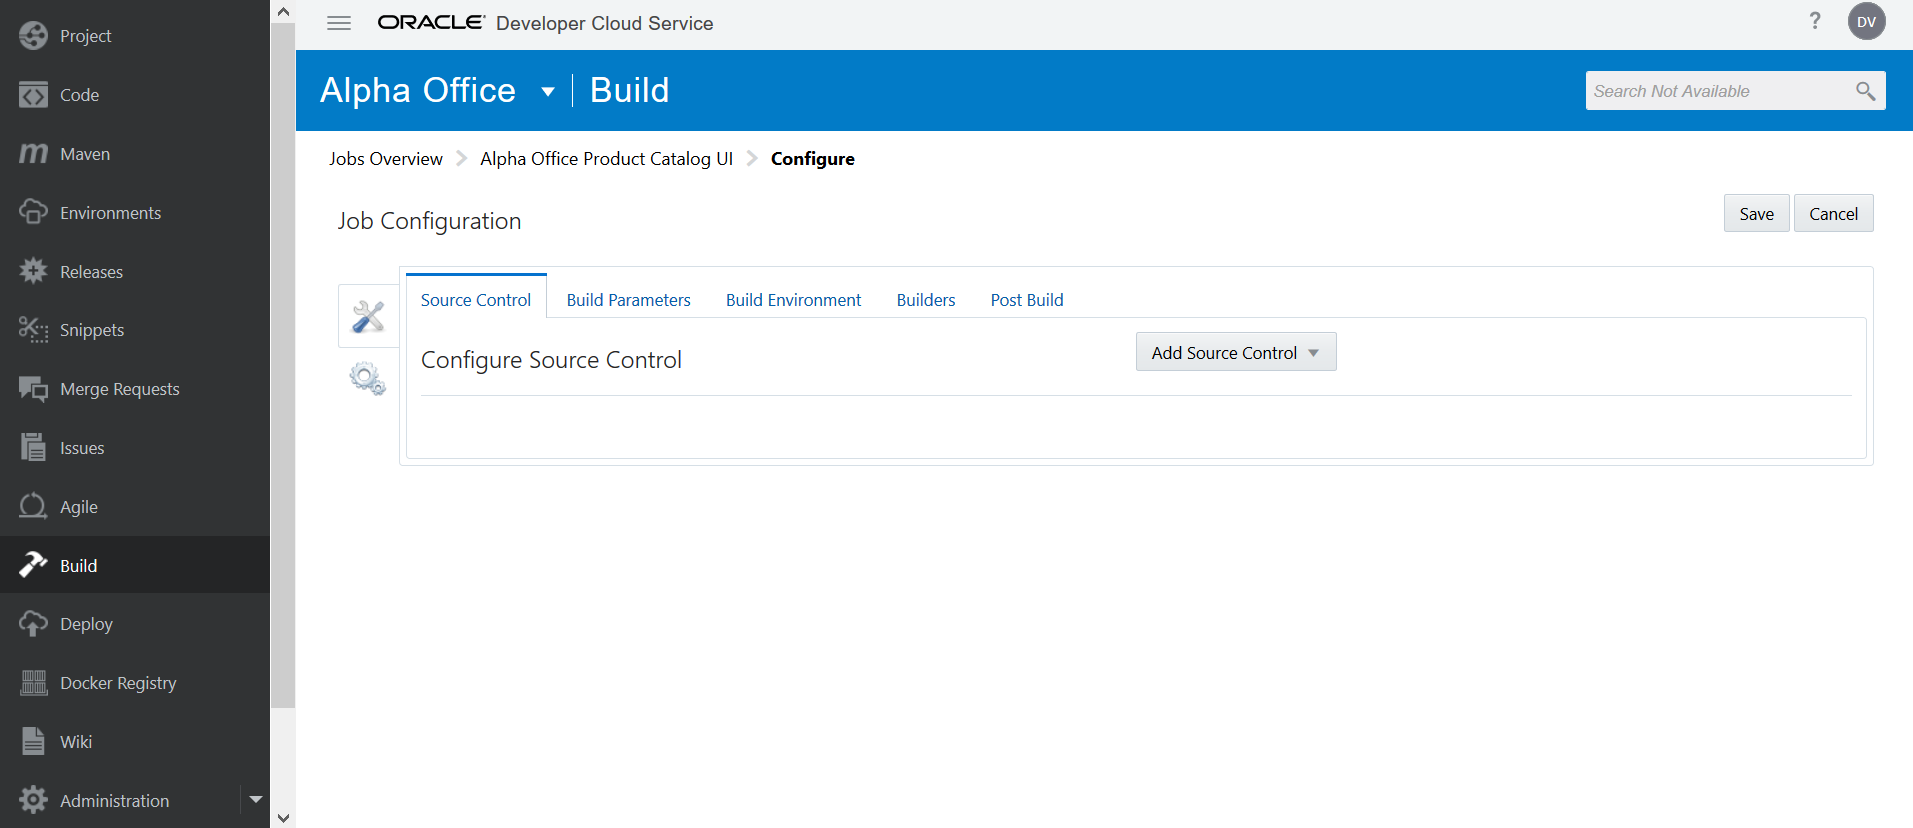 Project
Code
Maven
Environments
Releases
Snippets
Merge Requests
Issues
Agile
Build
Deploy
Docker Registry
Wiki
Administration
ORACLE Developer Cloud Service
?
DV
Alpha Office | Build
Search Not Available
Jobs Overview
Alpha Office Product Catalog UI
Configure
Job Configuration
Save
Cancel
Source Control
Build Parameters
Build Environment
Builders
Post Build
Configure Source Control
Add Source Control